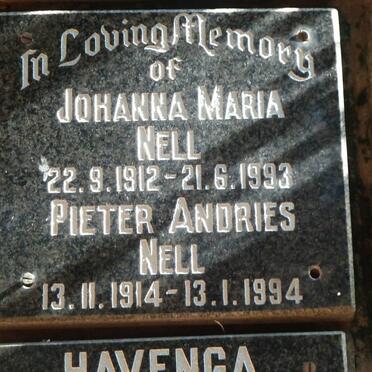 In Loving Memory
of
JOHANNA MARIA
NELL
22.9.1912-21.6.1993
PIETER ANDRIES
NELL
13.11.1914-13.1.1994
HAVENGA